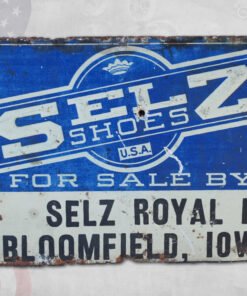 SELZ
SHOES
U.S.A.
FOR SALE BY
SELZ ROYAL
BLOOMFIELD, IOW